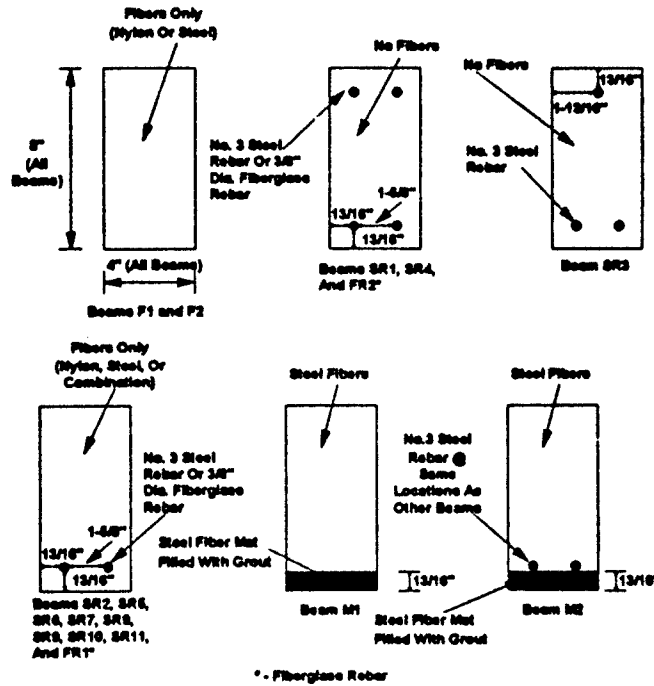 Fibers Only
(Nylon Or Steel)
No Fibers
No Fibers
13/16"
1-13/16"
8"
(All
Beams)
No. 3 Steel
Rebar Or 3/8"
Dia. Fiberglass
Rebar
No. 3 Steel
Rebar
1-5/8"
13/16"
13/16"
4" (All Beams)
Beams F1 and F2
Beams SR1, SR4,
And FR2*
Beam SR3
Fibers Only
(Nylon, Steel, Or
Combination)
Steel Fibers
Steel Fibers
No. 3 Steel
Rebar Or 3/8"
Dia. Fiberglass
Rebar
No.3 Steel
Rebar @
Same
Locations As
Other Beams
1-5/8"
13/16"
13/16"
Steel Fiber Mat
Filled With Grout
13/16"
13/16"
Beams SR2, SR5,
SR6, SR7, SR8,
SR9, SR10, SR11,
And FR1*
Beam M1
Steel Fiber Mat
Filled With Grout
Beam M2
* - Fiberglass Rebar